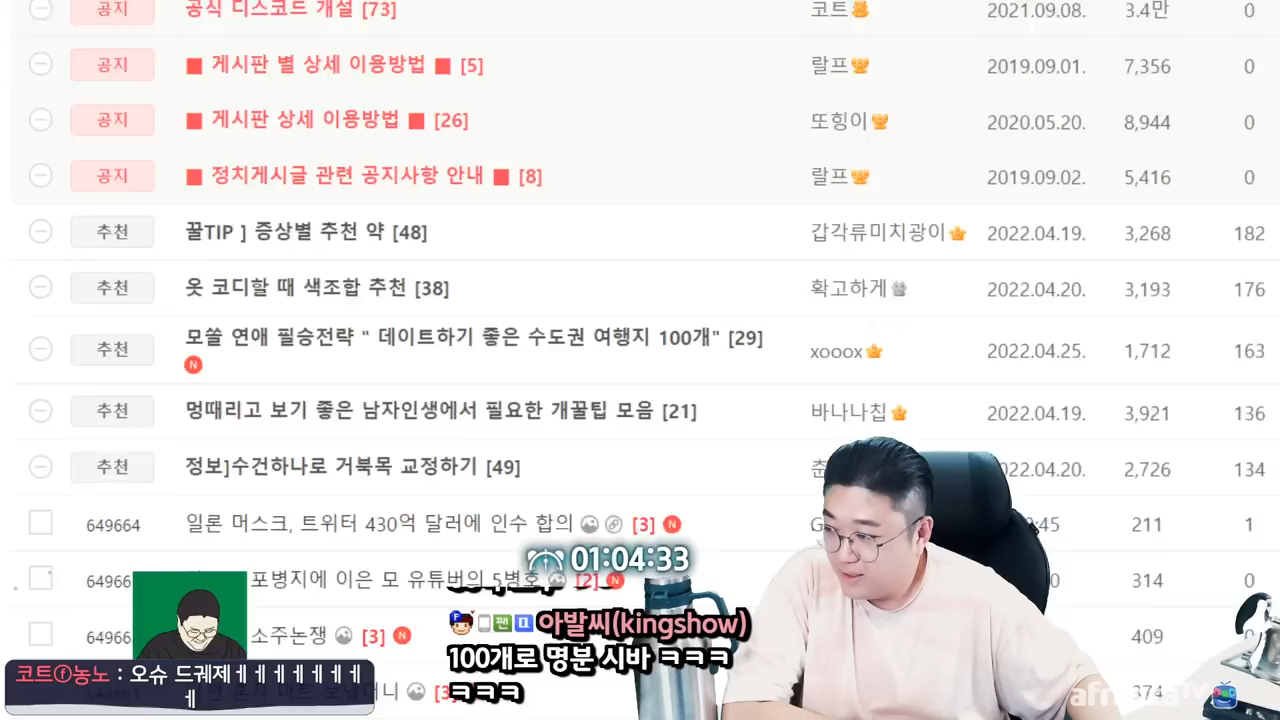 공지 공식 디스코드 개설 [73] 코트 2021.09.08. 3.4만 0
공지 ■ 게시판 별 상세 이용방법 ■ [5] 랄프 2019.09.01. 7,356 0
공지 ■ 게시판 상세 이용방법 ■ [26] 또힝이 2020.05.20. 8,944 0
공지 ■ 정치게시글 관련 공지사항 안내 ■ [8] 랄프 2019.09.02. 5,416 0
추천 꿀TIP ] 증상별 추천 약 [48] 갑각류미치광이 2022.04.19. 3,268 182
추천 옷 코디할 때 색조합 추천 [38] 확고하게 2022.04.20. 3,193 176
추천 모쏠 연애 필승전략 " 데이트하기 좋은 수도권 여행지 100개" [29] xooox 2022.04.25. 1,712 163
N
추천 멍때리고 보기 좋은 남자인생에서 필요한 개꿀팁 모음 [21] 바나나칩 2022.04.19. 3,921 136
추천 정보]수건하나로 거북목 교정하기 [49] 022.04.20. 2,726 134
649664 일론 머스크, 트위터 430억 달러에 인수 합의 [3] N :45 211 1
01:04:33
64966 포병지에 이은 모 유튜버의 5병호 [2] N 0 314 0
64966 소주논쟁 [3] N 409
F 팬 아발씨(kingshow)
100개로 명분 시바 ㅋㅋㅋ
ㅋㅋㅋ
코트ⓕ농노 : 오슈 드궤제ㅔㅔㅔㅔㅔㅔㅔ
ㅔ
374